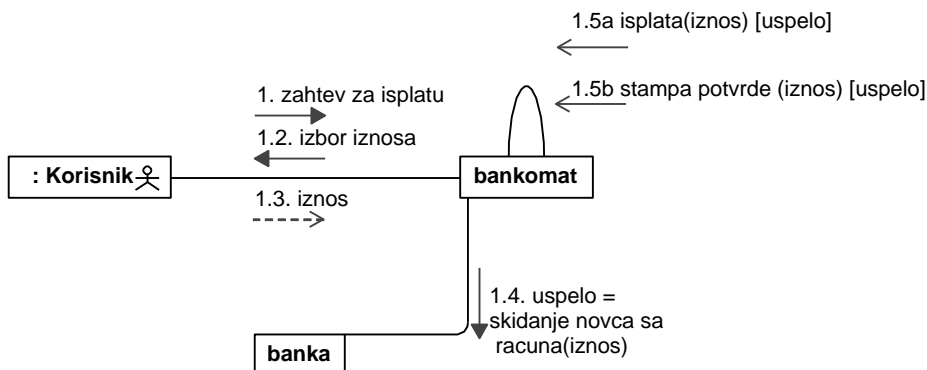 1.5a isplata(iznos) [uspelo]
1.5b stampa potvrde (iznos) [uspelo]
1. zahtev za isplatu
1.2. izbor iznosa
: Korisnik
bankomat
1.3. iznos
1.4. uspelo =
skidanje novca sa
racuna(iznos)
banka